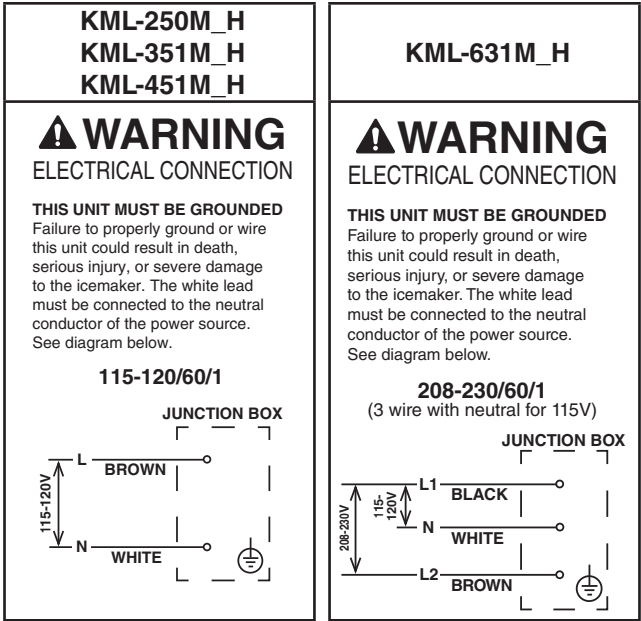 KML-250M_H
KML-351M_H
KML-451M_H
WARNING
ELECTRICAL CONNECTION
THIS UNIT MUST BE GROUNDED
Failure to properly ground or wire
this unit could result in death,
serious injury, or severe damage
to the icemaker. The white lead
must be connected to the neutral
conductor of the power source.
See diagram below.
115-120/60/1
JUNCTION BOX
L
BROWN
115-120V
N
WHITE
KML-631M_H
WARNING
ELECTRICAL CONNECTION
THIS UNIT MUST BE GROUNDED
Failure to properly ground or wire
this unit could result in death,
serious injury, or severe damage
to the icemaker. The white lead
must be connected to the neutral
conductor of the power source.
See diagram below.
208-230/60/1
(3 wire with neutral for 115V)
JUNCTION BOX
L1
BLACK
115-
120V
208-230V
N
WHITE
L2
BROWN